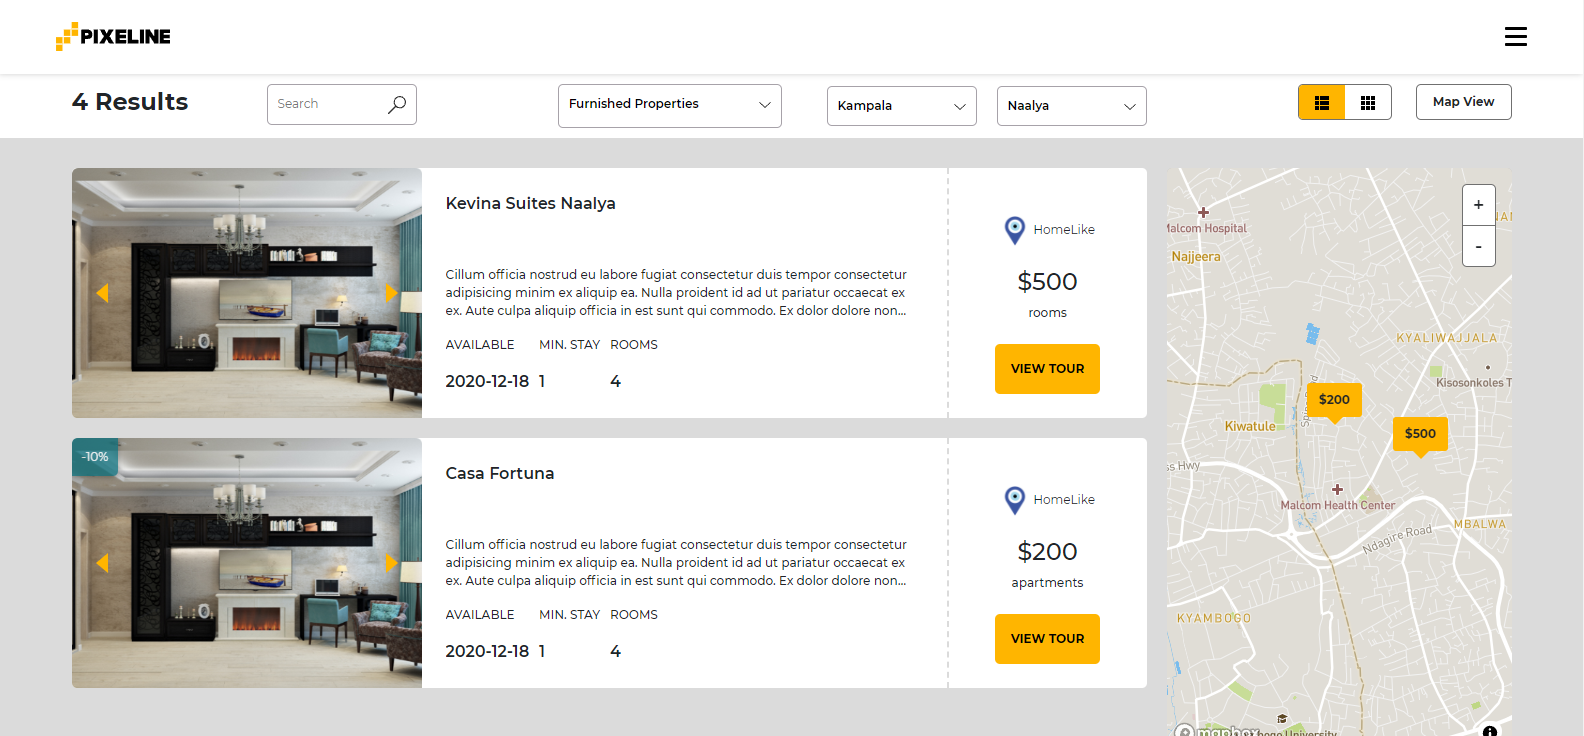 PIXELINE
4 Results
Search
Furnished Properties
Kampala
Naalya
Map View
Kevina Suites Naalya
Cillum officia nostrud eu labore fugiat consectetur duis tempor consectetur
adipisicing minim ex aliquip ea. Nulla proident id ad ut pariatur occaecat ex
ex. Aute culpa aliquip officia in est sunt qui commodo. Ex dolor dolore non...
AVAILABLE MIN. STAY ROOMS
2020-12-18 1 4
HomeLike
$500
rooms
VIEW TOUR
-10%
Casa Fortuna
Cillum officia nostrud eu labore fugiat consectetur duis tempor consectetur
adipisicing minim ex aliquip ea. Nulla proident id ad ut pariatur occaecat ex
ex. Aute culpa aliquip officia in est sunt qui commodo. Ex dolor dolore non...
AVAILABLE MIN. STAY ROOMS
2020-12-18 1 4
HomeLike
$200
apartments
VIEW TOUR
+
-
Malcom Hospital
Najjeera
KYALIWAJJALA
Kisosonkoles T
$200
$500
Kiwatule
ss Hwy
Malcom Health Center
MBALWA
Ndagire Road
KYAMBOGO
mapbox
University